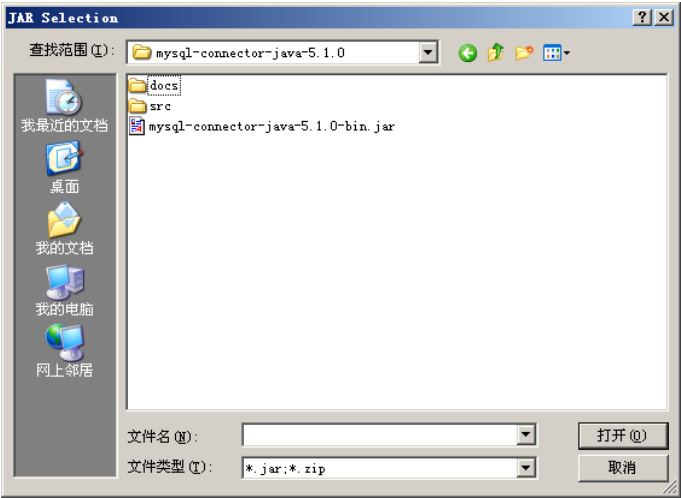 JAR Selection
查找范围(I):
mysql-connector-java-5.1.0
docs
src
mysql-connector-java-5.1.0-bin.jar
我最近的文档
桌面
我的文档
我的电脑
网上邻居
文件名(N):
打开(O)
文件类型(T):
*.jar;*.zip
取消